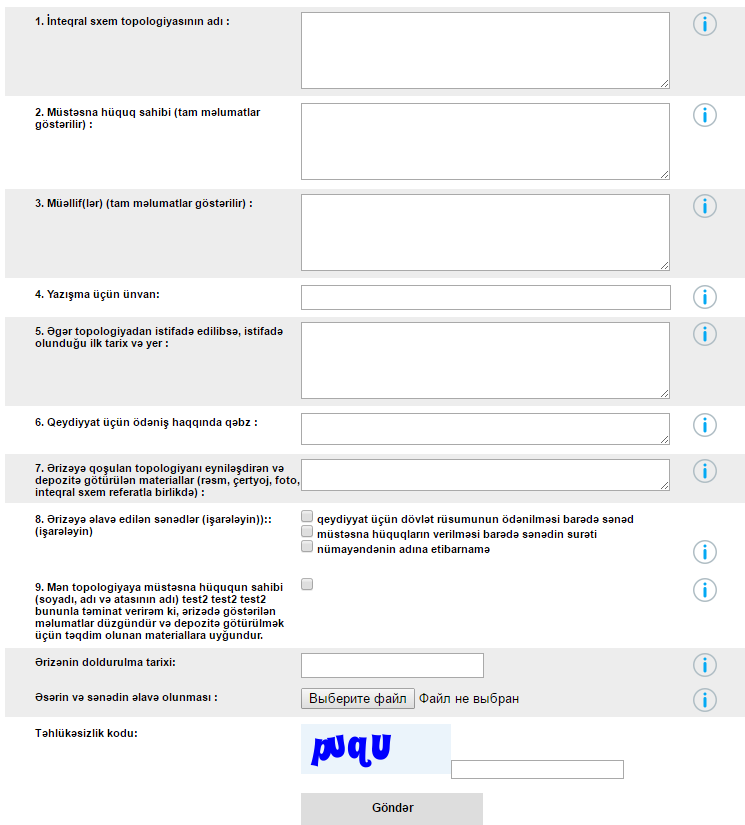 1. İnteqral sxem topologiyasının adı :
2. Müstəsna hüquq sahibi (tam məlumatlar
göstərilir) :
3. Müəllif(lər) (tam məlumatlar göstərilir) :
4. Yazışma üçün ünvan:
5. Əgər topologiyadan istifadə edilibsə, istifadə
olunduğu ilk tarix və yer :
6. Qeydiyyat üçün ödəniş haqqında qəbz :
7. Ərizəyə qoşulan topologiyanı eyniləşdirən və
depozitə götürülən materiallar (rəsm, çertyoj, foto,
inteqral sxem referatla birlikdə) :
8. Ərizəyə əlavə edilən sənədlər (işarələyin))::
(işarələyin)
qeydiyyat üçün dövlət rüsumunun ödənilməsi barədə sənəd
müstəsna hüquqların verilməsi barədə sənədin surəti
nümayəndənin adına etibarnamə
9. Mən topologiyaya müstəsna hüququn sahibi
(soyadı, adı və atasının adı) test2 test2 test2
bununla təminat verirəm ki, ərizədə göstərilən
məlumatlar düzgündür və depozitə götürülmək
üçün təqdim olunan materiallara uyğundur.
Ərizənin doldurulma tarixi:
Əsərin və sənədin əlavə olunması :
Выберите файл Файл не выбран
Təhlükəsizlik kodu:
puqu
Göndər